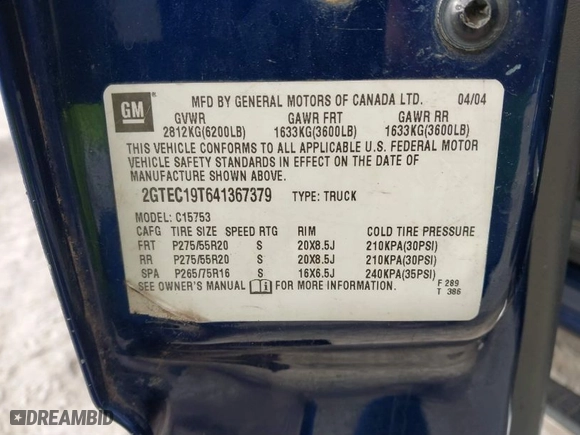 GM
MFD BY GENERAL MOTORS OF CANADA LTD. 04/04
GVWR GAWR FRT GAWR RR
2812KG(6200LB) 1633KG(3600LB) 1633KG(3600LB)
THIS VEHICLE CONFORMS TO ALL APPLICABLE U.S. FEDERAL MOTOR
VEHICLE SAFETY STANDARDS IN EFFECT ON THE DATE OF
MANUFACTURE SHOWN ABOVE.
2GTEC19T641367379 TYPE: TRUCK
MODEL: C15753
CAFG TIRE SIZE SPEED RTG RIM COLD TIRE PRESSURE
FRT P275/55R20 S 20X8.5J 210KPA(30PSI)
RR P275/55R20 S 20X8.5J 210KPA(30PSI)
SPA P265/75R16 S 16X6.5J 240KPA(35PSI)
SEE OWNER'S MANUAL i FOR MORE INFORMATION.
F 289
T 386
DREAMBID